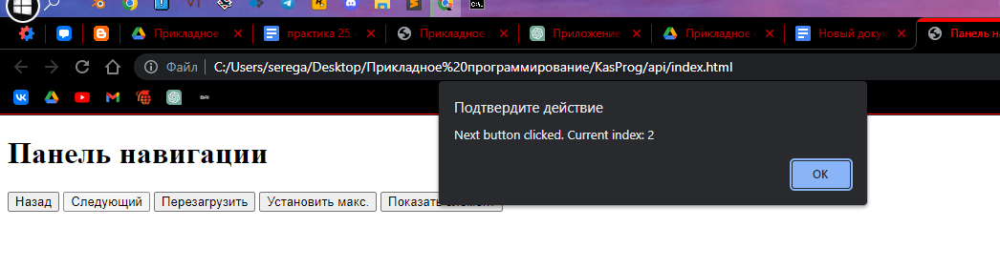 Прикладное
практика 25
Прикладное
Приложение
Прикладное
Новый докум
Панель на
Файл
C:/Users/serega/Desktop/Прикладное%20программирование/KasProg/api/index.html
Подтвердите действие
Next button clicked. Current index: 2
OK
Панель навигации
Назад
Следующий
Перезагрузить
Установить макс.
Показать